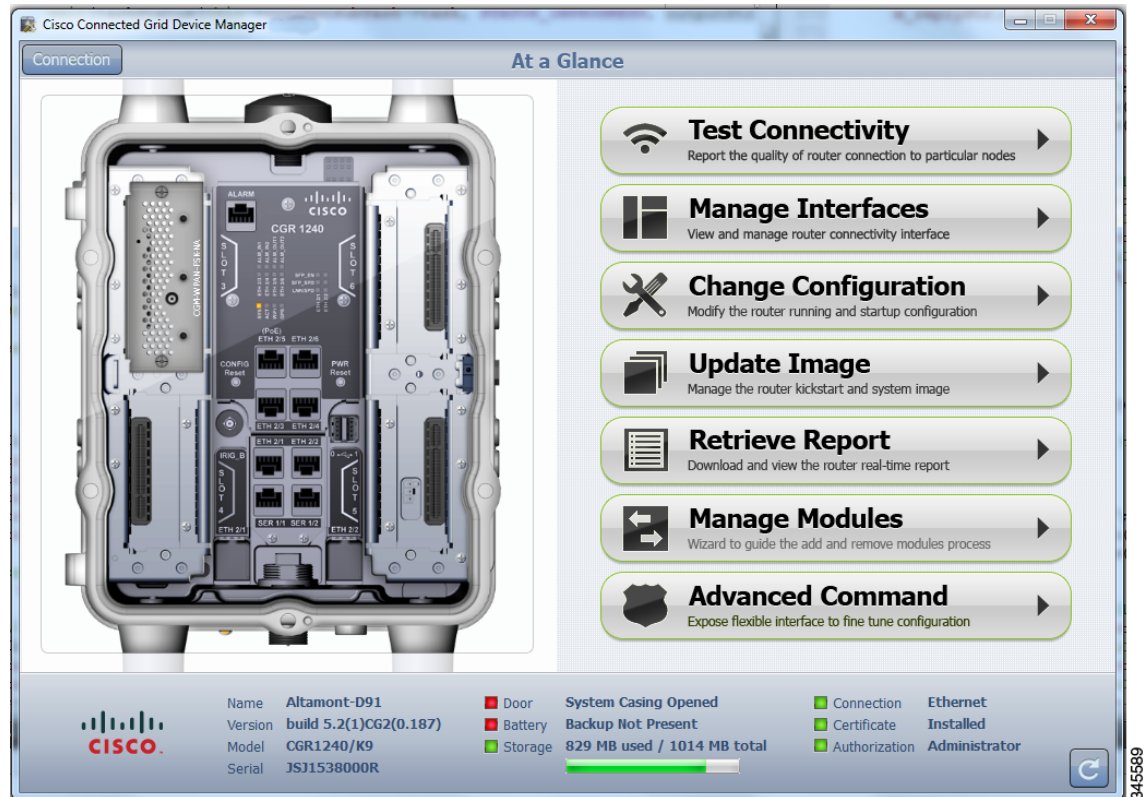 Cisco Connected Grid Device Manager
Connection
At a Glance
ALARM
CISCO
CGR 1240
SLOT 3
SLOT 6
ALM_IN1
ALM_IN2
ALM_OUT1
ALM_OUT2
CGM-WPAN-FSK-NA
(PoE)
ETH 2/5 ETH 2/6
CONFIG
Reset
PWR
Reset
ETH 2/3 ETH 2/4
ETH 2/1 ETH 2/2
IRIG_B
SLOT 4
SLOT 5
ETH 2/1
SER 1/1 SER 1/2
ETH 2/2
Test Connectivity
Report the quality of router connection to particular nodes
Manage Interfaces
View and manage router connectivity interface
Change Configuration
Modify the router running and startup configuration
Update Image
Manage the router kickstart and system image
Retrieve Report
Download and view the router real-time report
Manage Modules
Wizard to guide the add and remove modules process
Advanced Command
Expose flexible interface to fine tune configuration
CISCO
Name Altamont-D91
Version build 5.2(1)CG2(0.187)
Model CGR1240/K9
Serial JSJ1538000R
Door System Casing Opened
Battery Backup Not Present
Storage 829 MB used / 1014 MB total
Connection Ethernet
Certificate Installed
Authorization Administrator
345589